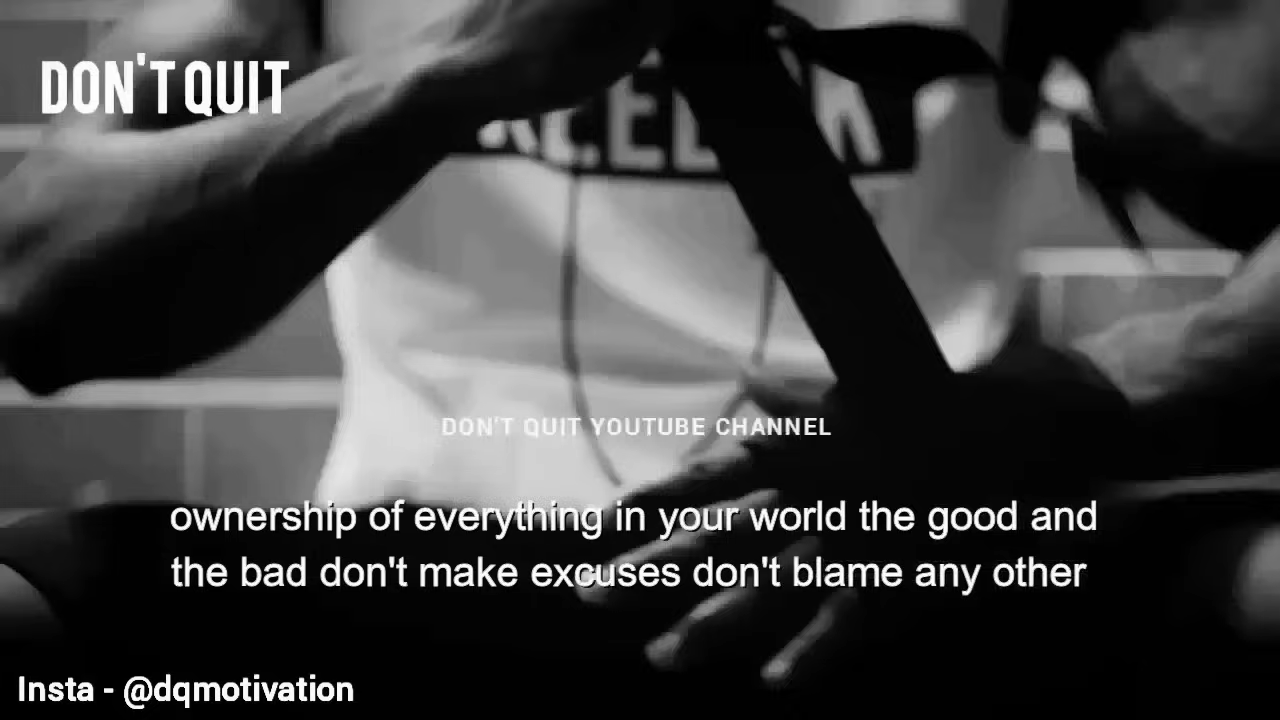 DON'T QUIT
DON'T QUIT YOUTUBE CHANNEL
ownership of everything in your world the good and
the bad don't make excuses don't blame any other
Insta - @dqmotivation